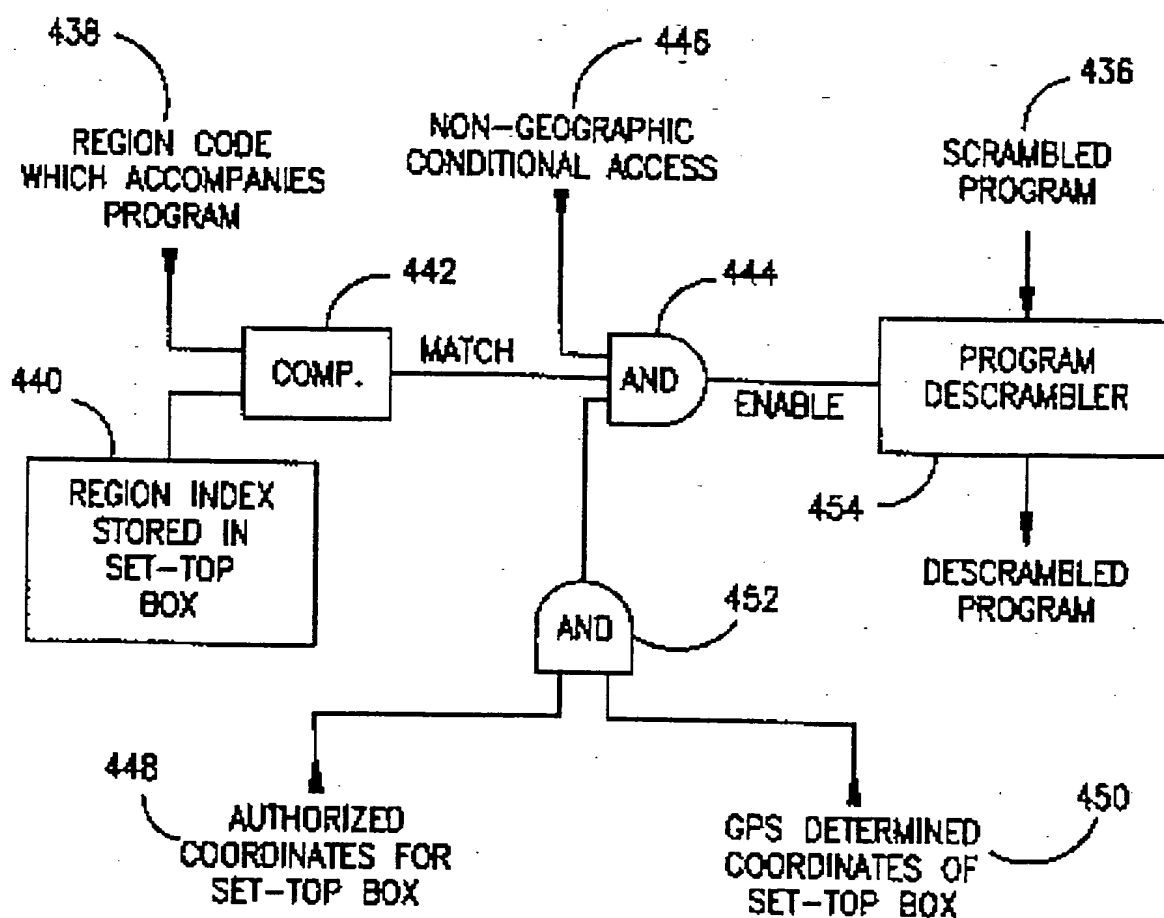 438
REGION CODE
WHICH ACCOMPANIES
PROGRAM
446
NON-GEOGRAPHIC
CONDITIONAL ACCESS
436
SCRAMBLED
PROGRAM
442
COMP.
MATCH
444
AND
ENABLE
PROGRAM
DESCRAMBLER
454
DESCRAMBLED
PROGRAM
440
REGION INDEX
STORED IN
SET-TOP
BOX
AND
452
448
AUTHORIZED
COORDINATES FOR
SET-TOP BOX
450
GPS DETERMINED
COORDINATES OF
SET-TOP BOX